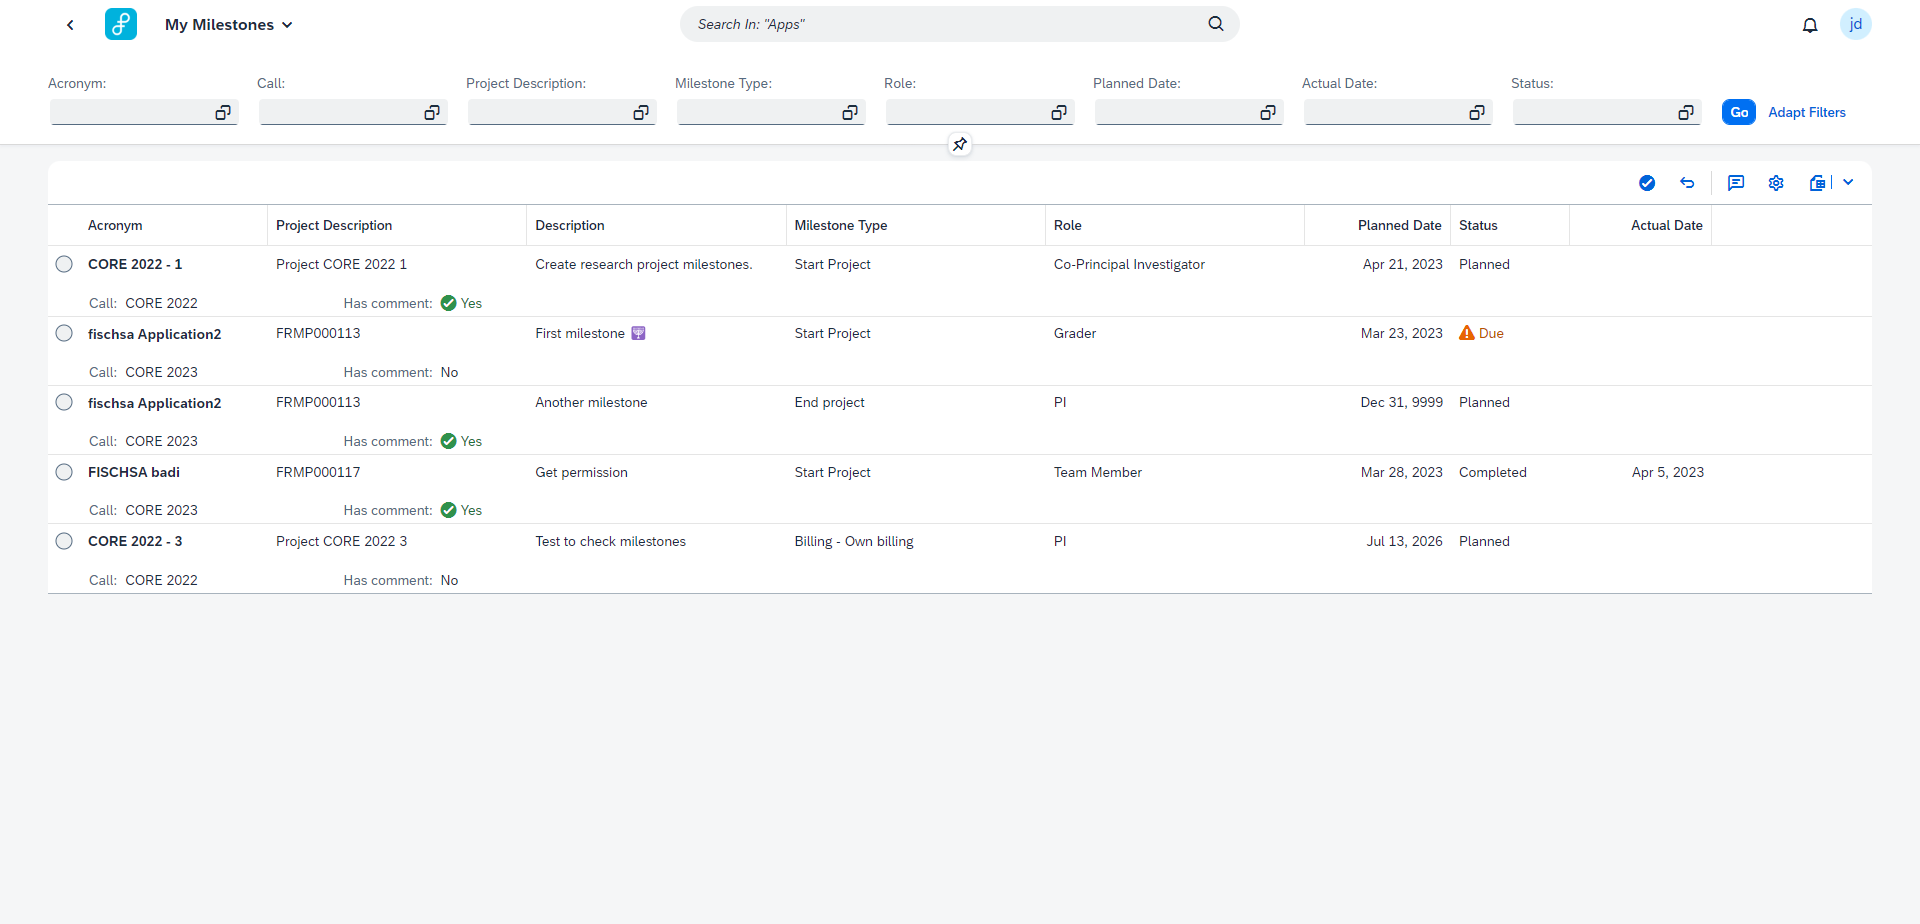 My Milestones
Search In: "Apps"
jd
Acronym: Call: Project Description: Milestone Type: Role: Planned Date: Actual Date: Status:
Go Adapt Filters
Acronym Project Description Description Milestone Type Role Planned Date Status Actual Date
CORE 2022 - 1 Project CORE 2022 1 Create research project milestones. Start Project Co-Principal Investigator Apr 21, 2023 Planned
Call: CORE 2022 Has comment: Yes
fischsa Application2 FRMP000113 First milestone 🕎 Start Project Grader Mar 23, 2023 Due
Call: CORE 2023 Has comment: No
fischsa Application2 FRMP000113 Another milestone End project PI Dec 31, 9999 Planned
Call: CORE 2023 Has comment: Yes
FISCHSA badi FRMP000117 Get permission Start Project Team Member Mar 28, 2023 Completed Apr 5, 2023
Call: CORE 2023 Has comment: Yes
CORE 2022 - 3 Project CORE 2022 3 Test to check milestones Billing - Own billing PI Jul 13, 2026 Planned
Call: CORE 2022 Has comment: No